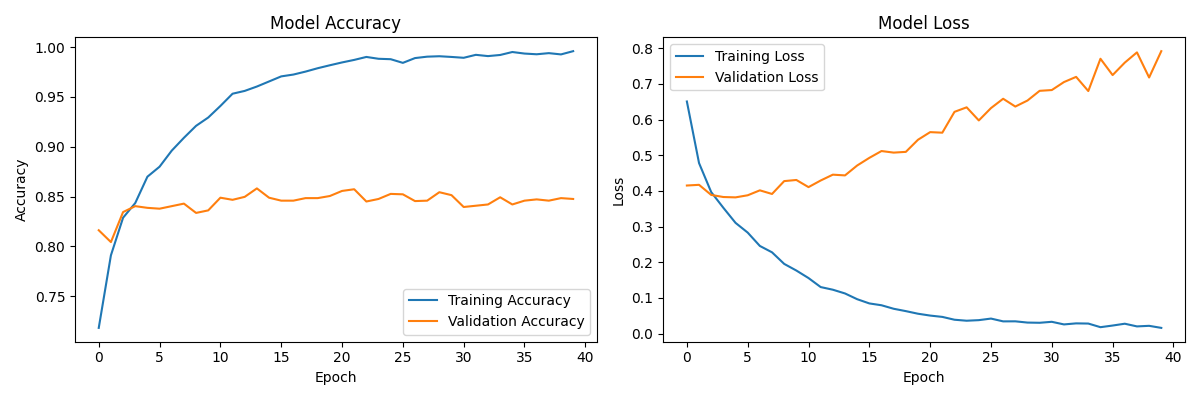 Model Accuracy
Accuracy
1.00
0.95
0.90
0.85
0.80
0.75
Training Accuracy
Validation Accuracy
0 5 10 15 20 25 30 35 40
Epoch
Model Loss
Loss
0.8
0.7
0.6
0.5
0.4
0.3
0.2
0.1
0.0
Training Loss
Validation Loss
0 5 10 15 20 25 30 35 40
Epoch